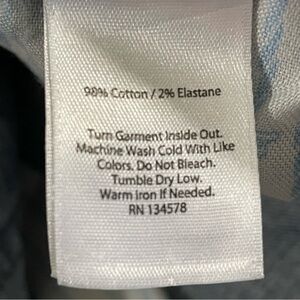 98% Cotton / 2% Elastane
Turn Garment Inside Out.
Machine Wash Cold With Like
Colors. Do Not Bleach.
Tumble Dry Low.
Warm Iron If Needed.
RN 134578